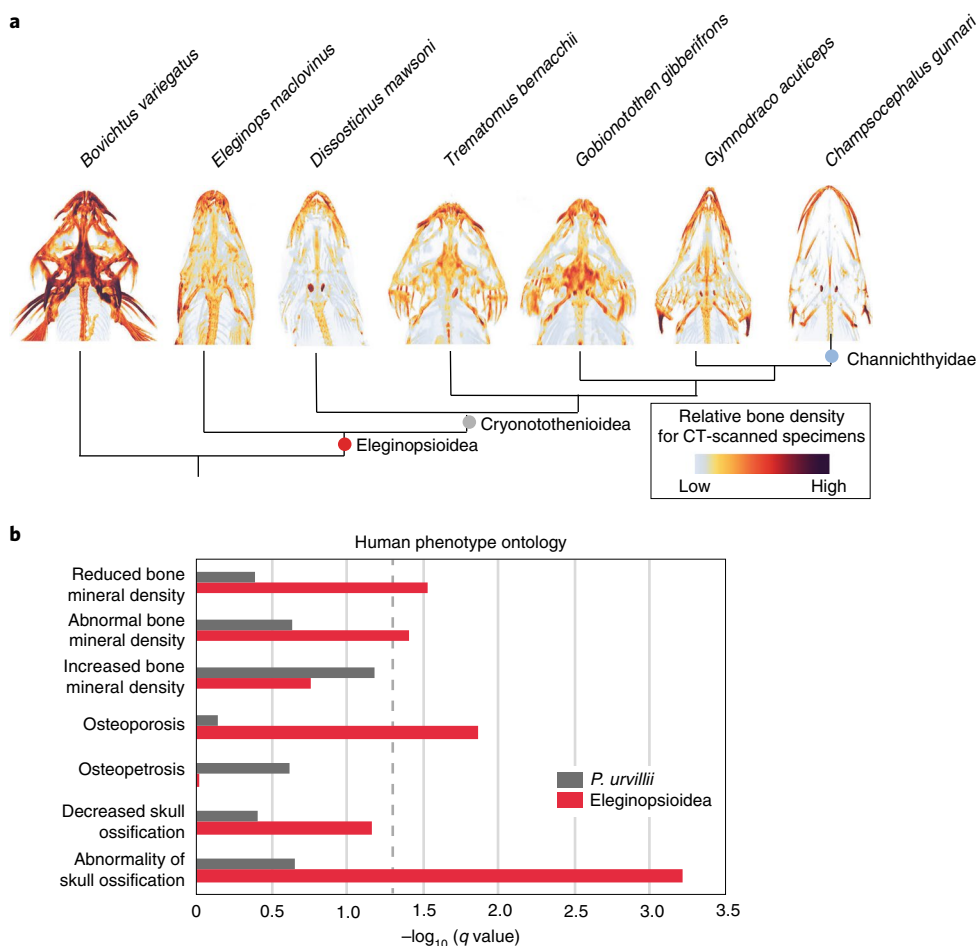 a
Bovichtus variegatus
Eleginops maclovinus
Dissostichus mawsoni
Trematomus bernacchii
Gobionotothen gibberifrons
Gymnodraco acuticeps
Champsocephalus gunnari
Channichthyidae
Cryonotothenioidea
Eleginopsioidea
Relative bone density
for CT-scanned specimens
Low
High
b
Human phenotype ontology
Reduced bone
mineral density
Abnormal bone
mineral density
Increased bone
mineral density
Osteoporosis
Osteopetrosis
Decreased skull
ossification
Abnormality of
skull ossification
P. urvillii
Eleginopsioidea
0
0.5
1.0
1.5
2.0
2.5
3.0
3.5
–log10 (q value)